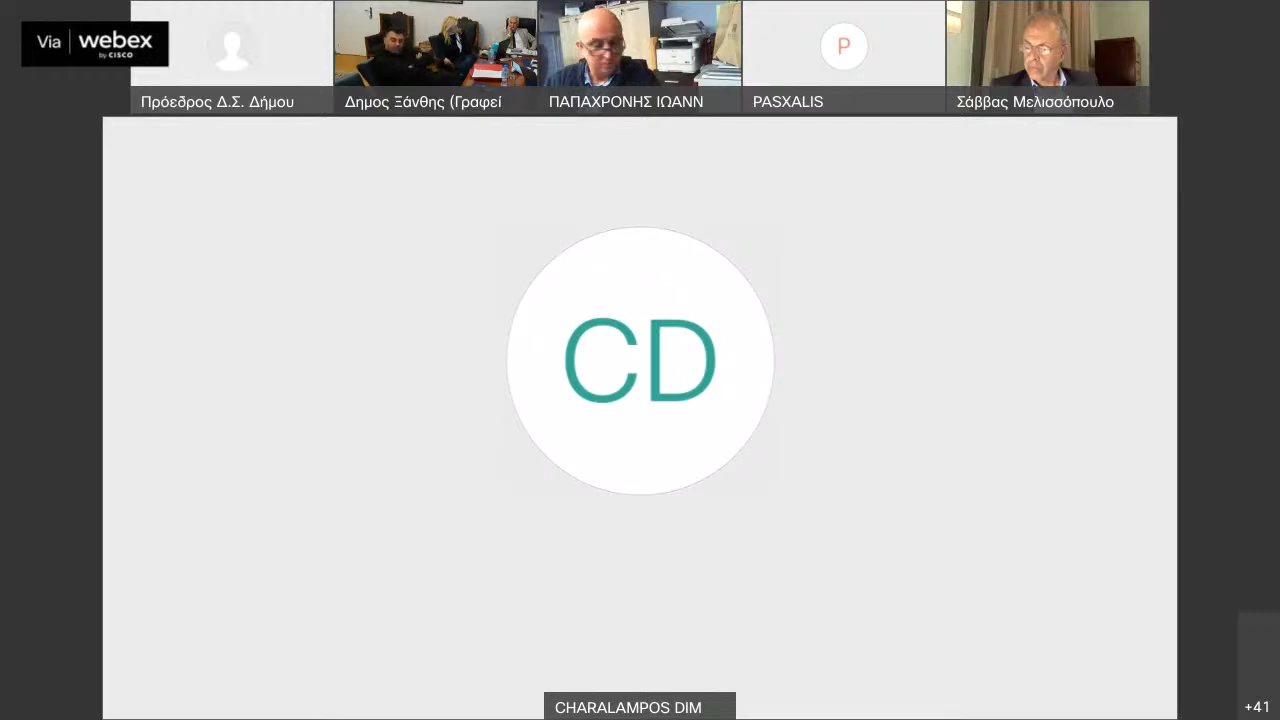 Via webex
by CISCO
Πρόεδρος Δ.Σ. Δήμου
Δημος Ξάνθης (Γραφεί
ΠΑΠΑΧΡΟΝΗΣ ΙΩΑΝΝ
P
PASXALIS
Σάββας Μελισσόπουλο
CD
CHARALAMPOS DIM
+41